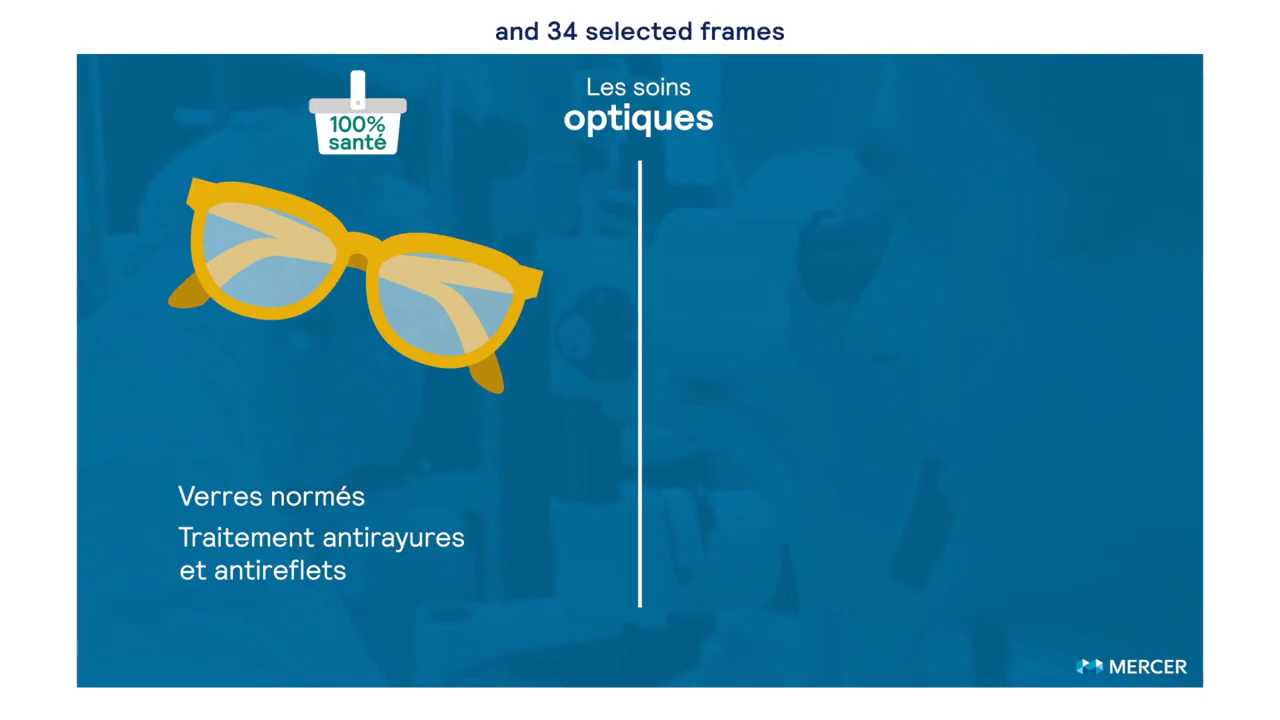 and 34 selected frames
100%
santé
Les soins
optiques
Verres normés
Traitement antirayures
et antireflets
MERCER